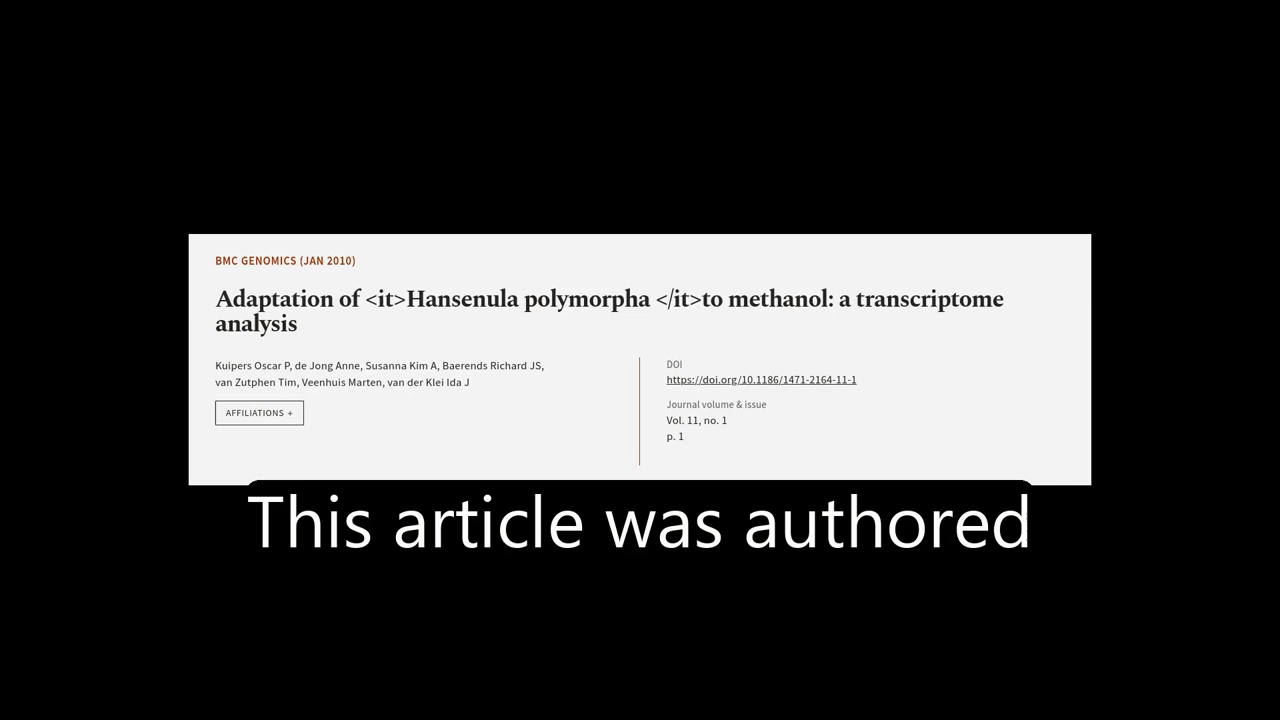 BMC GENOMICS (JAN 2010)
Adaptation of <it>Hansenula polymorpha </it>to methanol: a transcriptome
analysis
Kuipers Oscar P, de Jong Anne, Susanna Kim A, Baerends Richard JS,
van Zutphen Tim, Veenhuis Marten, van der Klei Ida J
AFFILIATIONS +
DOI
https://doi.org/10.1186/1471-2164-11-1
Journal volume & issue
Vol. 11, no. 1
p. 1
This article was authored